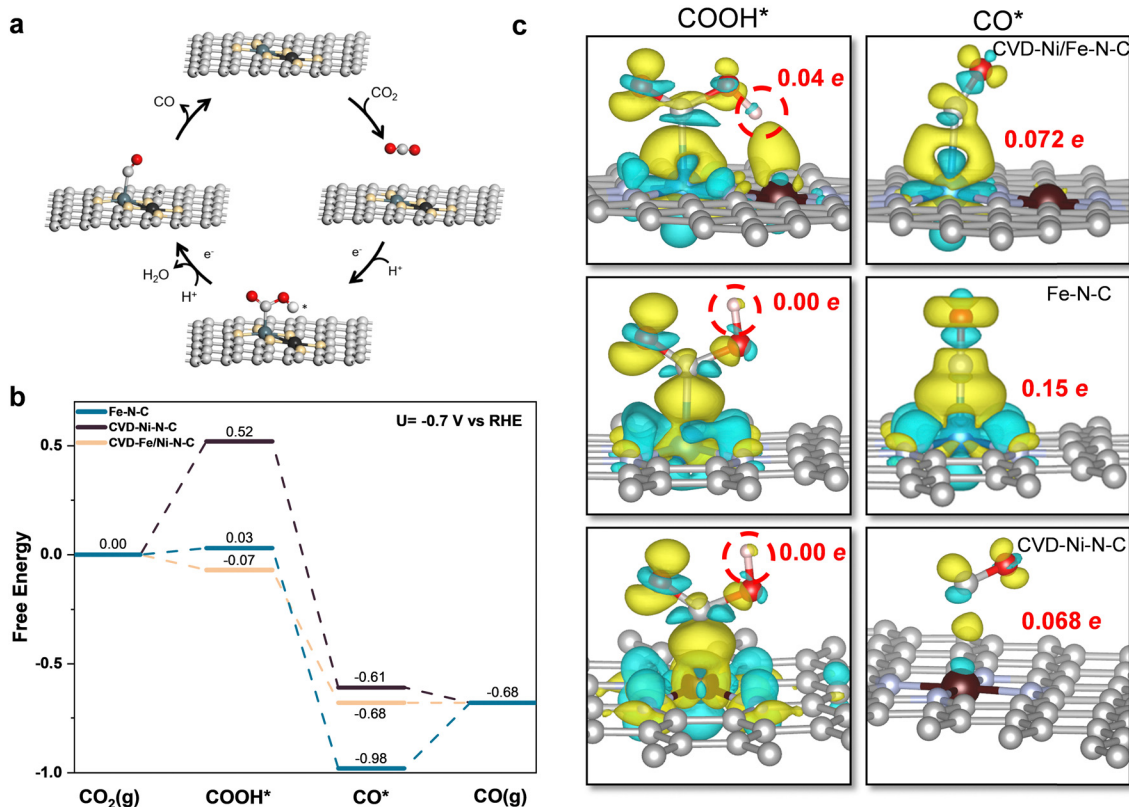 a
CO
CO₂
e⁻
H₂O
H⁺
e⁻
H⁺
*
*
b
Fe-N-C
CVD-Ni-N-C
CVD-Fe/Ni-N-C
U= -0.7 V vs RHE
Free Energy
0.5
0.0
-0.5
-1.0
0.00
0.52
0.03
-0.07
-0.61
-0.68
-0.98
-0.68
CO₂(g)
COOH*
CO*
CO(g)
c
COOH*
CO*
0.04 e
CVD-Ni/Fe-N-C
0.072 e
0.00 e
Fe-N-C
0.15 e
0.00 e
CVD-Ni-N-C
0.068 e